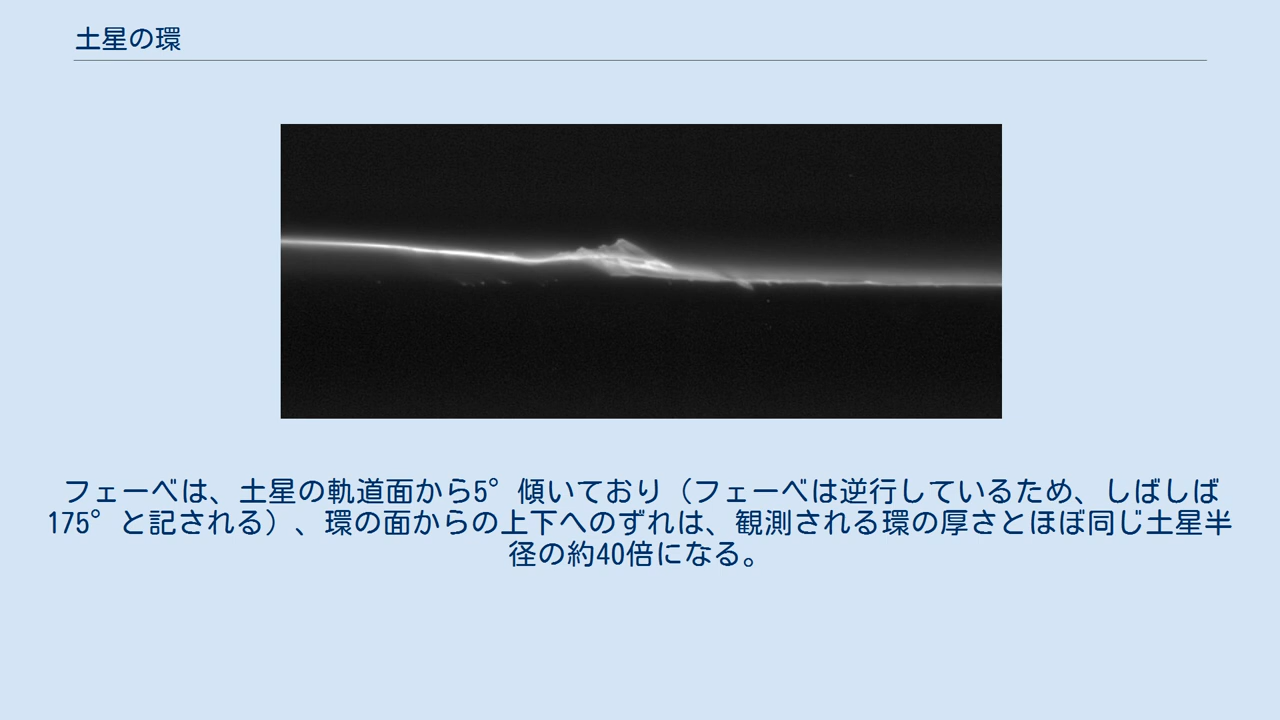 土星の環
フェーベは、土星の軌道面から5°傾いており（フェーベは逆行しているため、しばしば
175°と記される）、環の面からの上下へのずれは、観測される環の厚さとほぼ同じ土星半
径の約40倍になる。